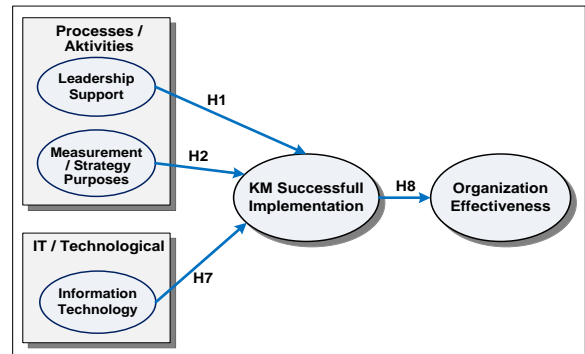 Processes /
Aktivities
Leadership
Support
H1
Measurement
/ Strategy
Purposes
H2
KM Successfull
Implementation
H8
Organization
Effectiveness
IT / Technological
Information
Technology
H7